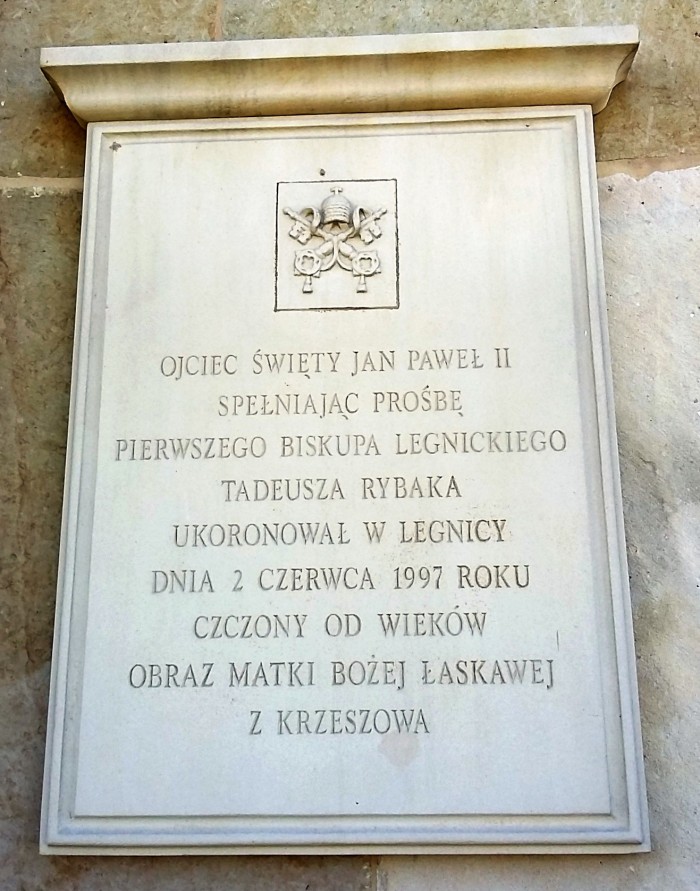 OJCIEC ŚWIĘTY JAN PAWEŁ II
SPEŁNIAJĄC PROŚBĘ
PIERWSZEGO BISKUPA LEGNICKIEGO
TADEUSZA RYBAKA
UKORONOWAŁ W LEGNICY
DNIA 2 CZERWCA 1997 ROKU
CZCZONY OD WIEKÓW
OBRAZ MATKI BOŻEJ ŁASKAWEJ
Z KRZESZOWA